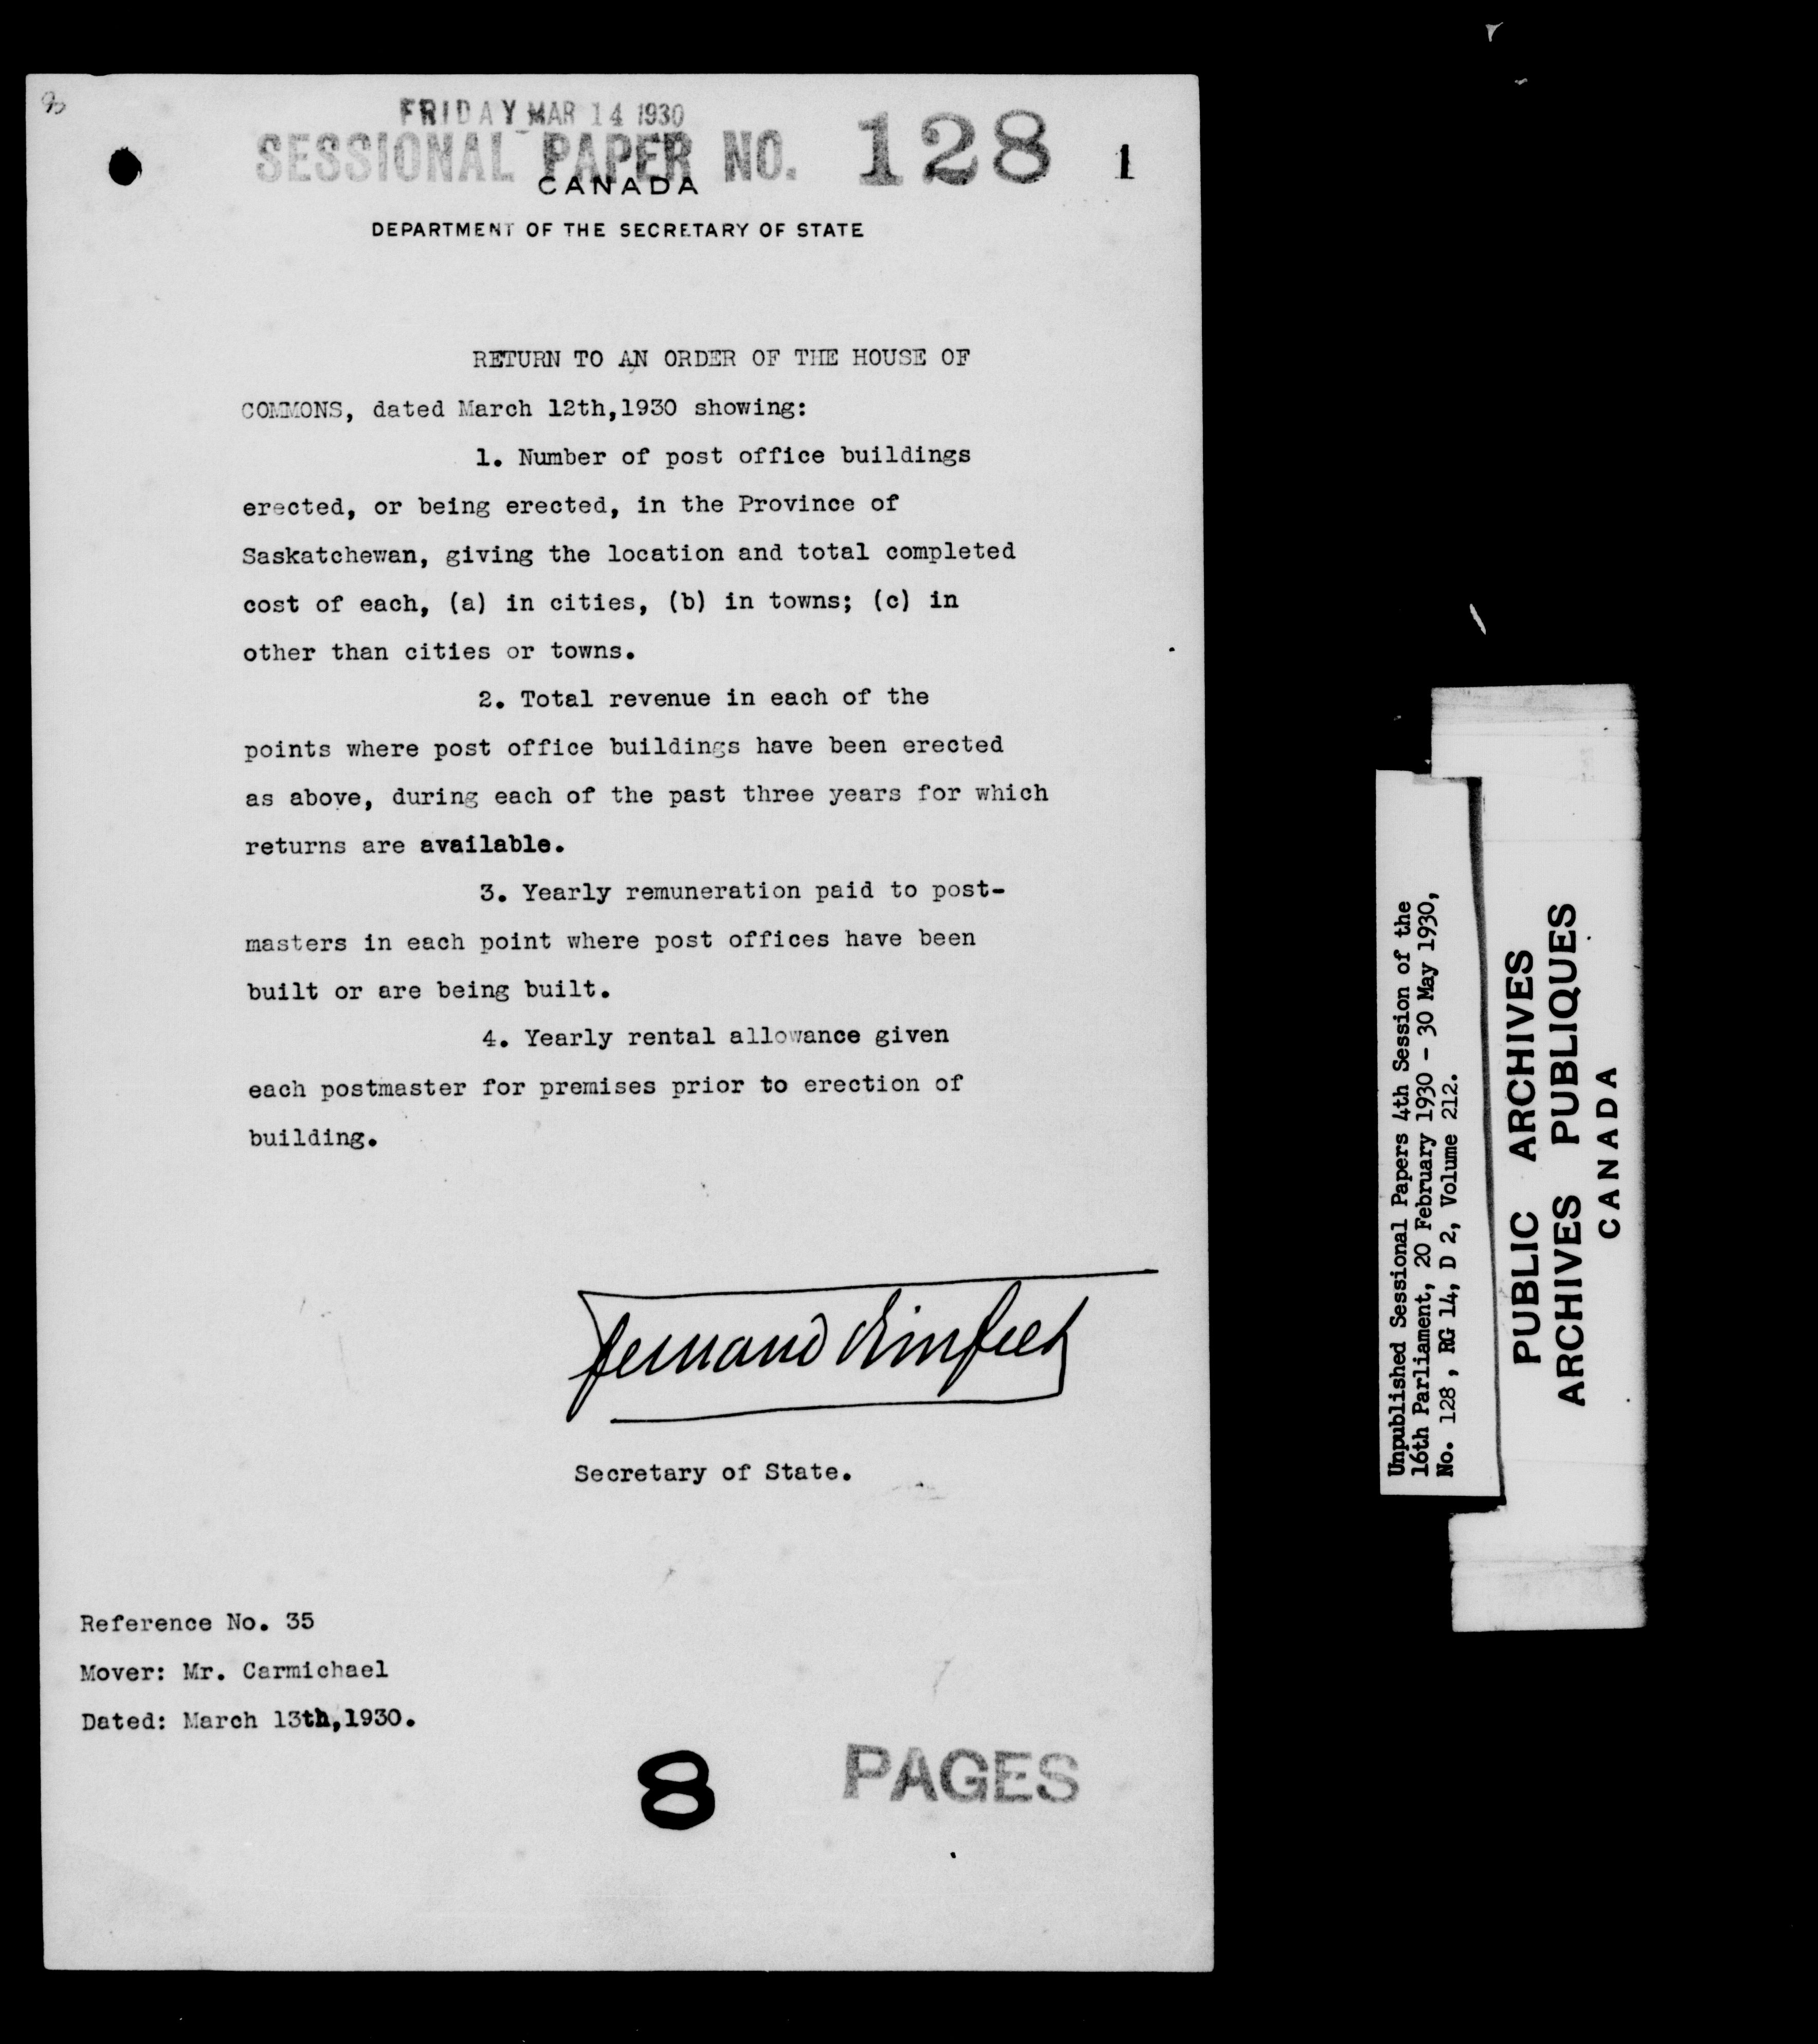 FRIDAY MAR 14 1930
SESSIONAL PAPER NO. 128 1
CANADA
DEPARTMENT OF THE SECRETARY OF STATE
RETURN TO AN ORDER OF THE HOUSE OF
COMMONS, dated March 12th,1930 showing:
1. Number of post office buildings
erected, or being erected, in the Province of
Saskatchewan, giving the location and total completed
cost of each, (a) in cities, (b) in towns; (c) in
other than cities or towns.
2. Total revenue in each of the
points where post office buildings have been erected
as above, during each of the past three years for which
returns are available.
3. Yearly remuneration paid to post-
masters in each point where post offices have been
built or are being built.
4. Yearly rental allowance given
each postmaster for premises prior to erection of
building.
Fernand Rinfret
Secretary of State.
Reference No. 35
Mover: Mr. Carmichael
Dated: March 13th,1930.
8 PAGES
Unpublished Sessional Papers 4th Session of the
16th Parliament, 20 February 1930 - 30 May 1930,
No. 128 , RG 14, D 2, Volume 212.
PUBLIC ARCHIVES
ARCHIVES PUBLIQUES
CANADA